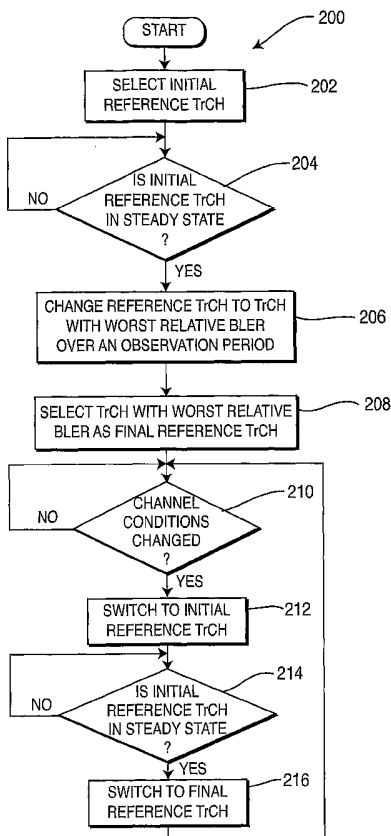 START
200
SELECT INITIAL
REFERENCE TrCH
202
IS INITIAL
REFERENCE TrCH
IN STEADY STATE
?
204
NO
YES
CHANGE REFERENCE TrCH TO TrCH
WITH WORST RELATIVE BLER
OVER AN OBSERVATION PERIOD
206
SELECT TrCH WITH WORST RELATIVE
BLER AS FINAL REFERENCE TrCH
208
CHANNEL
CONDITIONS
CHANGED
?
210
NO
YES
SWITCH TO INITIAL
REFERENCE TrCH
212
IS INITIAL
REFERENCE TrCH
IN STEADY STATE
?
214
NO
YES
SWITCH TO FINAL
REFERENCE TrCH
216